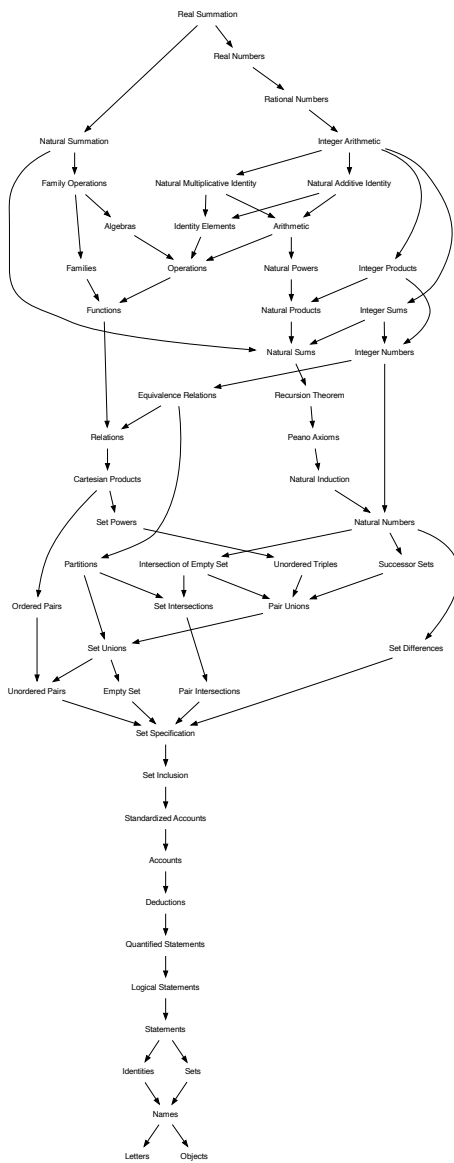 Real Summation
Real Numbers
Rational Numbers
Natural Summation
Integer Arithmetic
Family Operations
Natural Multiplicative Identity
Natural Additive Identity
Algebras
Identity Elements
Arithmetic
Families
Operations
Natural Powers
Integer Products
Functions
Natural Products
Integer Sums
Natural Sums
Integer Numbers
Equivalence Relations
Recursion Theorem
Relations
Peano Axioms
Cartesian Products
Natural Induction
Set Powers
Natural Numbers
Partitions
Intersection of Empty Set
Unordered Triples
Successor Sets
Ordered Pairs
Set Intersections
Pair Unions
Set Unions
Set Differences
Unordered Pairs
Empty Set
Pair Intersections
Set Specification
Set Inclusion
Standardized Accounts
Accounts
Deductions
Quantified Statements
Logical Statements
Statements
Identities
Sets
Names
Letters
Objects